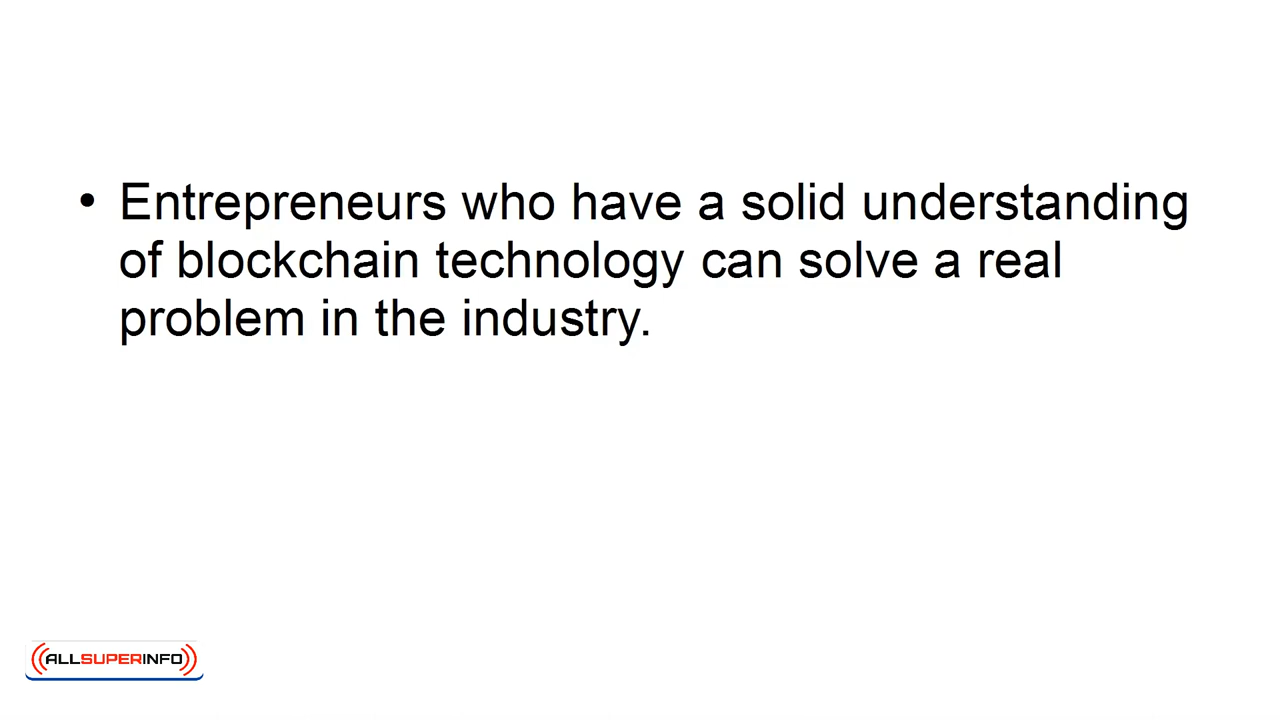 • Entrepreneurs who have a solid understanding
of blockchain technology can solve a real
problem in the industry.
ALLSUPERINFO